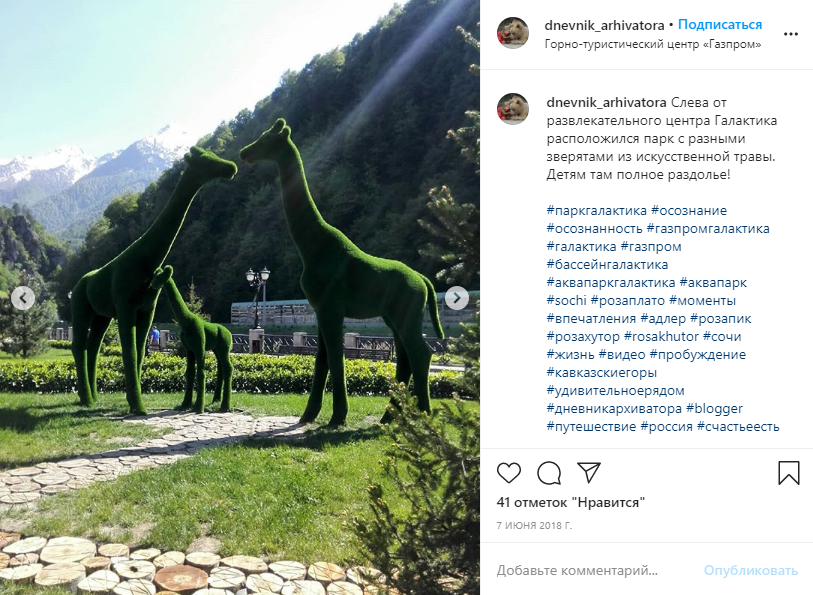 dnevnik_arhivatora • Подписаться
Горно-туристический центр «Газпром»
dnevnik_arhivatora Слева от
развлекательного центра Галактика
расположился парк с разными
зверятами из искусственной травы.
Детям там полное раздолье!
#паркгалактика #осознание
#осознанность #газпромгалактика
#галактика #газпром
#бассейнгалактика
#аквапаркгалактика #аквапарк
#sochi #розаплато #моменты
#впечатления #адлер #розапик
#розахутор #rosakhutor #сочи
#жизнь #видео #пробуждение
#кавказскиегоры
#удивительноерядом
#дневникархиватора #blogger
#путешествие #россия #счастьеесть
41 отметок "Нравится"
7 ИЮНЯ 2018 Г.
Добавьте комментарий...
Опубликовать